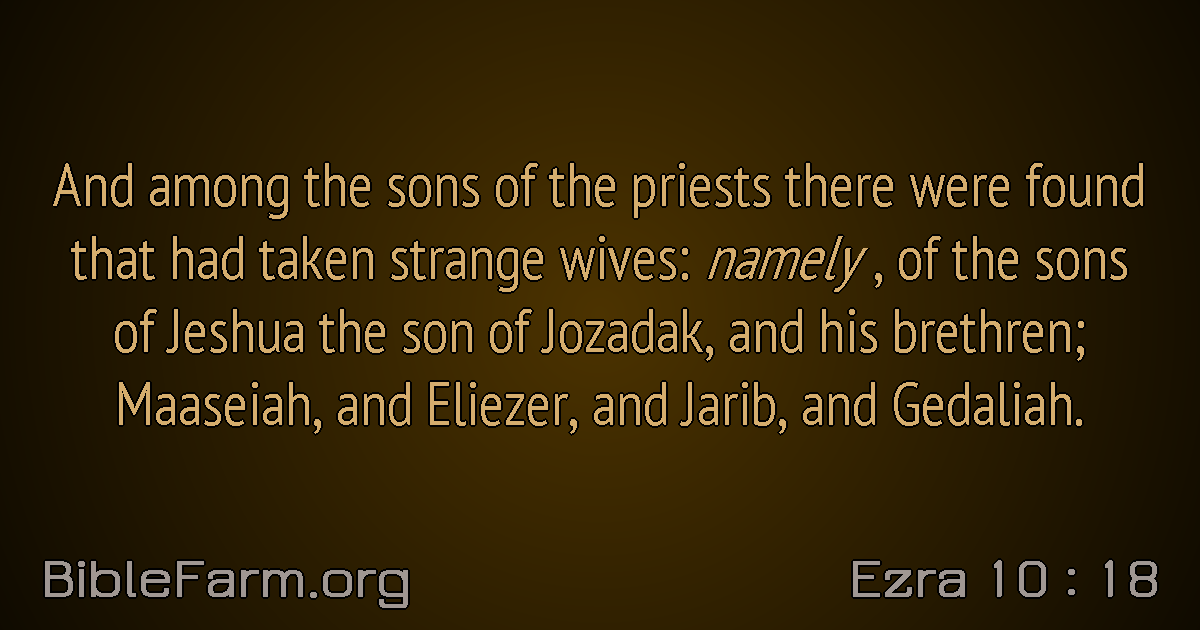 And among the sons of the priests there were found
that had taken strange wives: namely , of the sons
of Jeshua the son of Jozadak, and his brethren;
Maaseiah, and Eliezer, and Jarib, and Gedaliah.
BibleFarm.org
Ezra 10 : 18